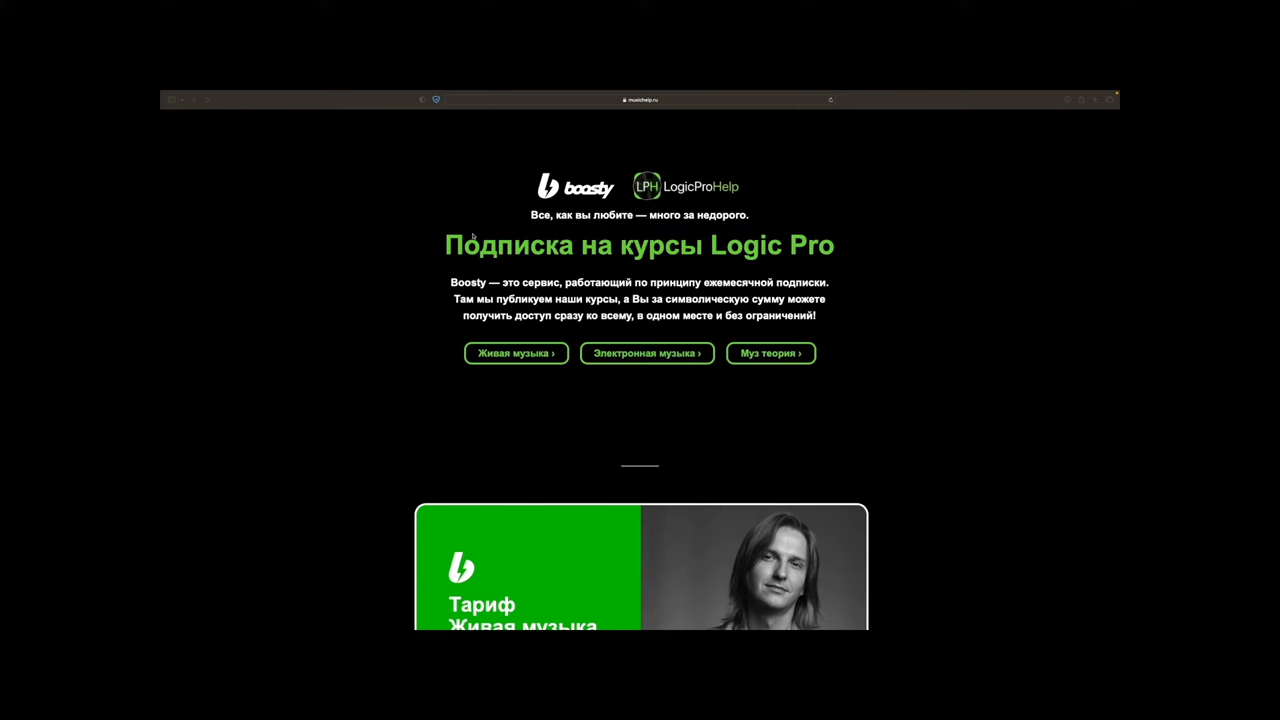 musichelp.ru
boosty LPH LogicProHelp
Все, как вы любите — много за недорого.
Подписка на курсы Logic Pro
Boosty — это сервис, работающий по принципу ежемесячной подписки.
Там мы публикуем наши курсы, а Вы за символическую сумму можете
получить доступ сразу ко всему, в одном месте и без ограничений!
Живая музыка › Электронная музыка › Муз теория ›
Тариф
Живая музыка